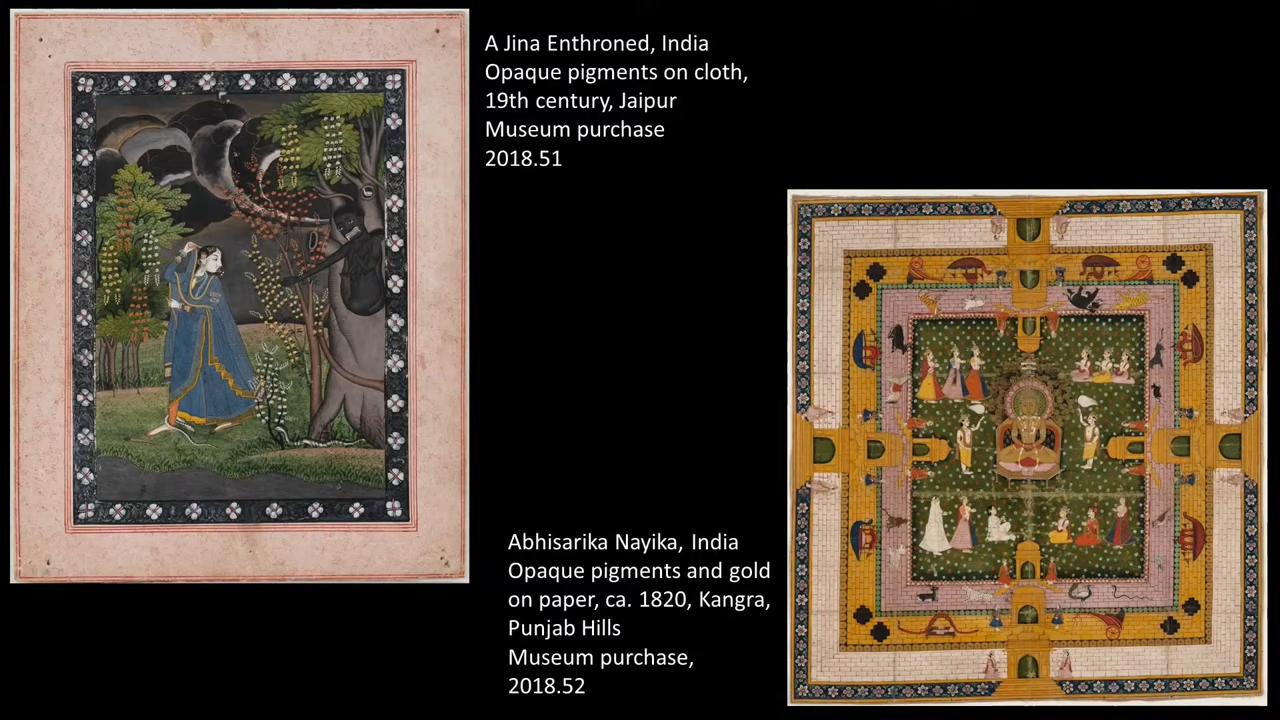 A Jina Enthroned, India
Opaque pigments on cloth,
19th century, Jaipur
Museum purchase
2018.51
Abhisarika Nayika, India
Opaque pigments and gold
on paper, ca. 1820, Kangra,
Punjab Hills
Museum purchase,
2018.52